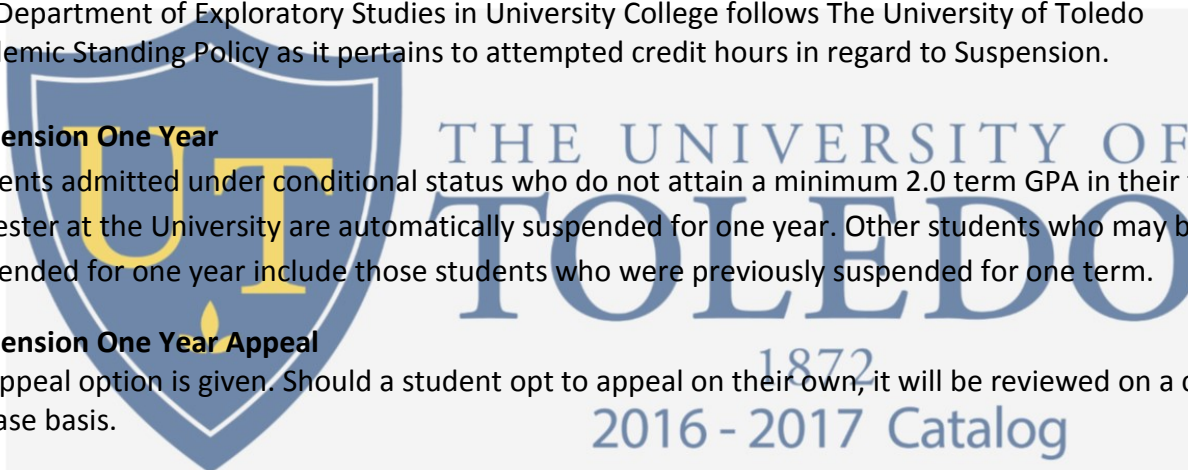 Department of Exploratory Studies in University College follows The University of Toledo
lemic Standing Policy as it pertains to attempted credit hours in regard to Suspension.
ension One Year
ents admitted under conditional status who do not attain a minimum 2.0 term GPA in their
ester at the University are automatically suspended for one year. Other students who may b
ended for one year include those students who were previously suspended for one term.
ension One Year Appeal
ppeal option is given. Should a student opt to appeal on their own, it will be reviewed on a c
ase basis.
UT
THE UNIVERSITY OF
TOLEDO
1872
2016 - 2017 Catalog